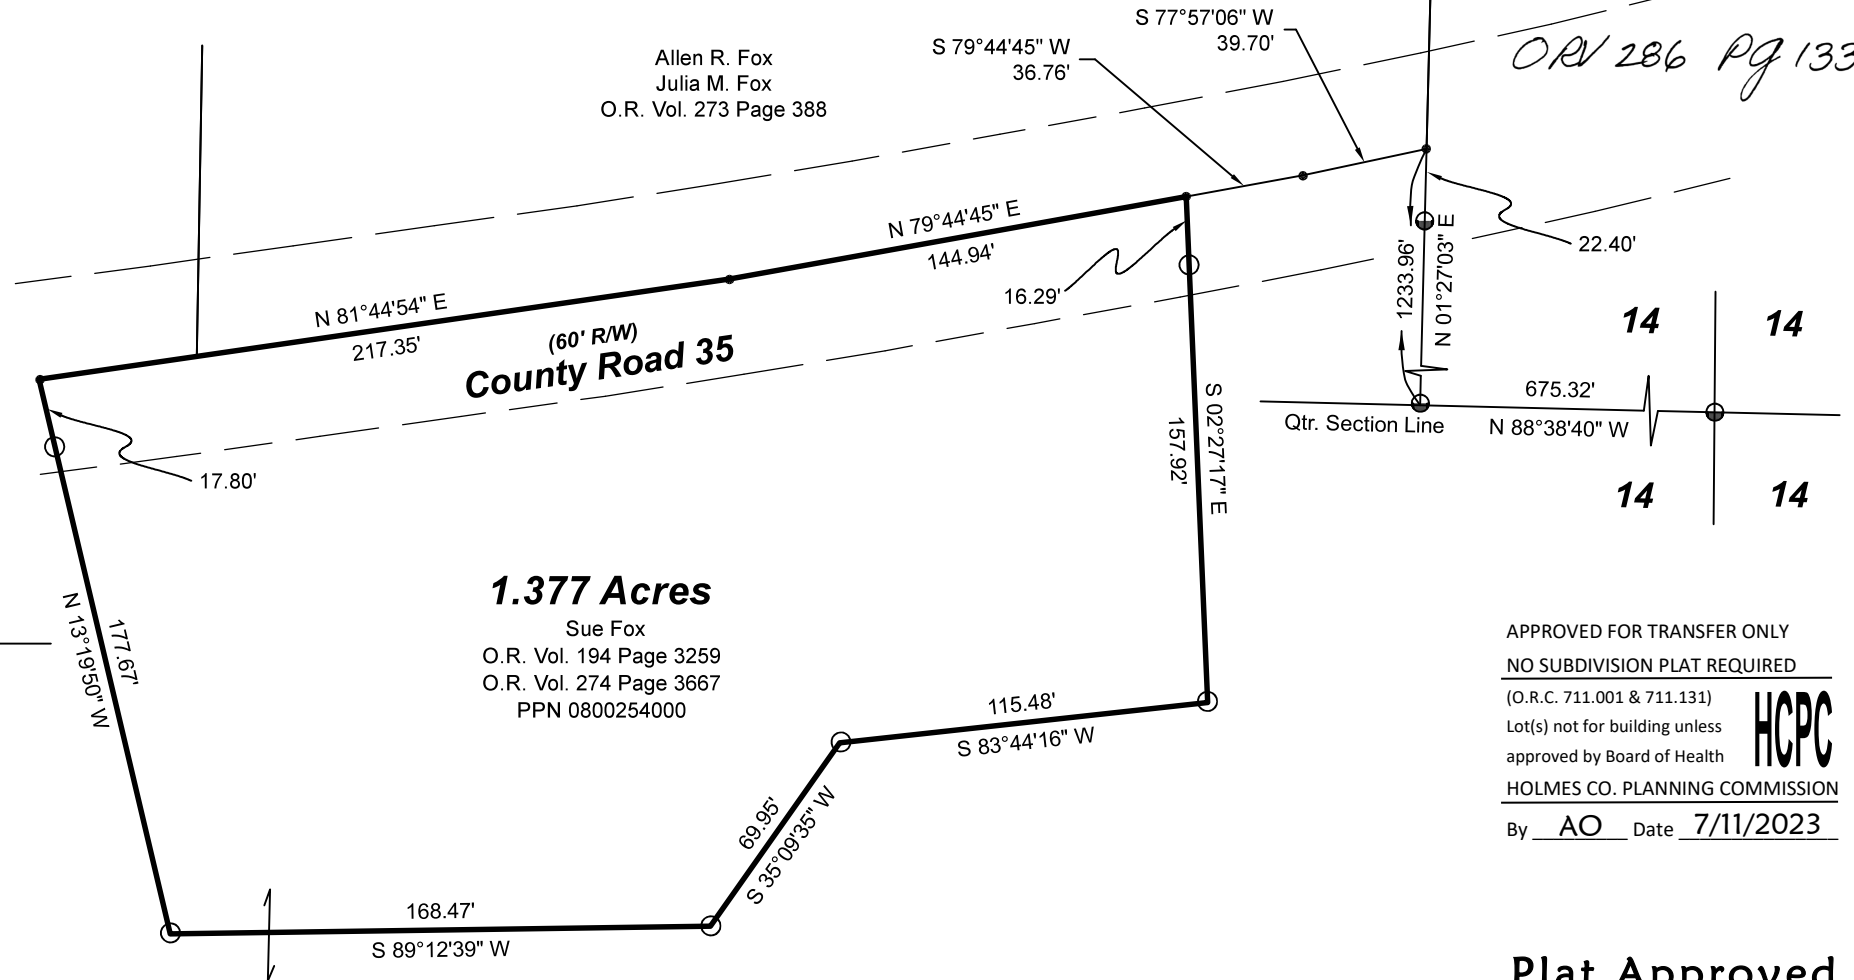 S 77°57'06" W
39.70'
S 79°44'45" W
36.76'
ORV 286 Pg 133
Allen R. Fox
Julia M. Fox
O.R. Vol. 273 Page 388
N 79°44'45" E
144.94'
16.29'
22.40'
1233.96'
N 01°27'03" E
N 81°44'54" E
217.35'
(60' R/W)
County Road 35
17.80'
14
14
675.32'
Qtr. Section Line
N 88°38'40" W
14
14
S 02°27'17" E
157.92'
1.377 Acres
Sue Fox
O.R. Vol. 194 Page 3259
O.R. Vol. 274 Page 3667
PPN 0800254000
177.67'
N 13°19'50" W
115.48'
S 83°44'16" W
69.95'
S 35°09'35" W
168.47'
S 89°12'39" W
APPROVED FOR TRANSFER ONLY
NO SUBDIVISION PLAT REQUIRED
(O.R.C. 711.001 & 711.131)
Lot(s) not for building unless
approved by Board of Health
HCPC
HOLMES CO. PLANNING COMMISSION
By AO Date 7/11/2023
Plat Approved